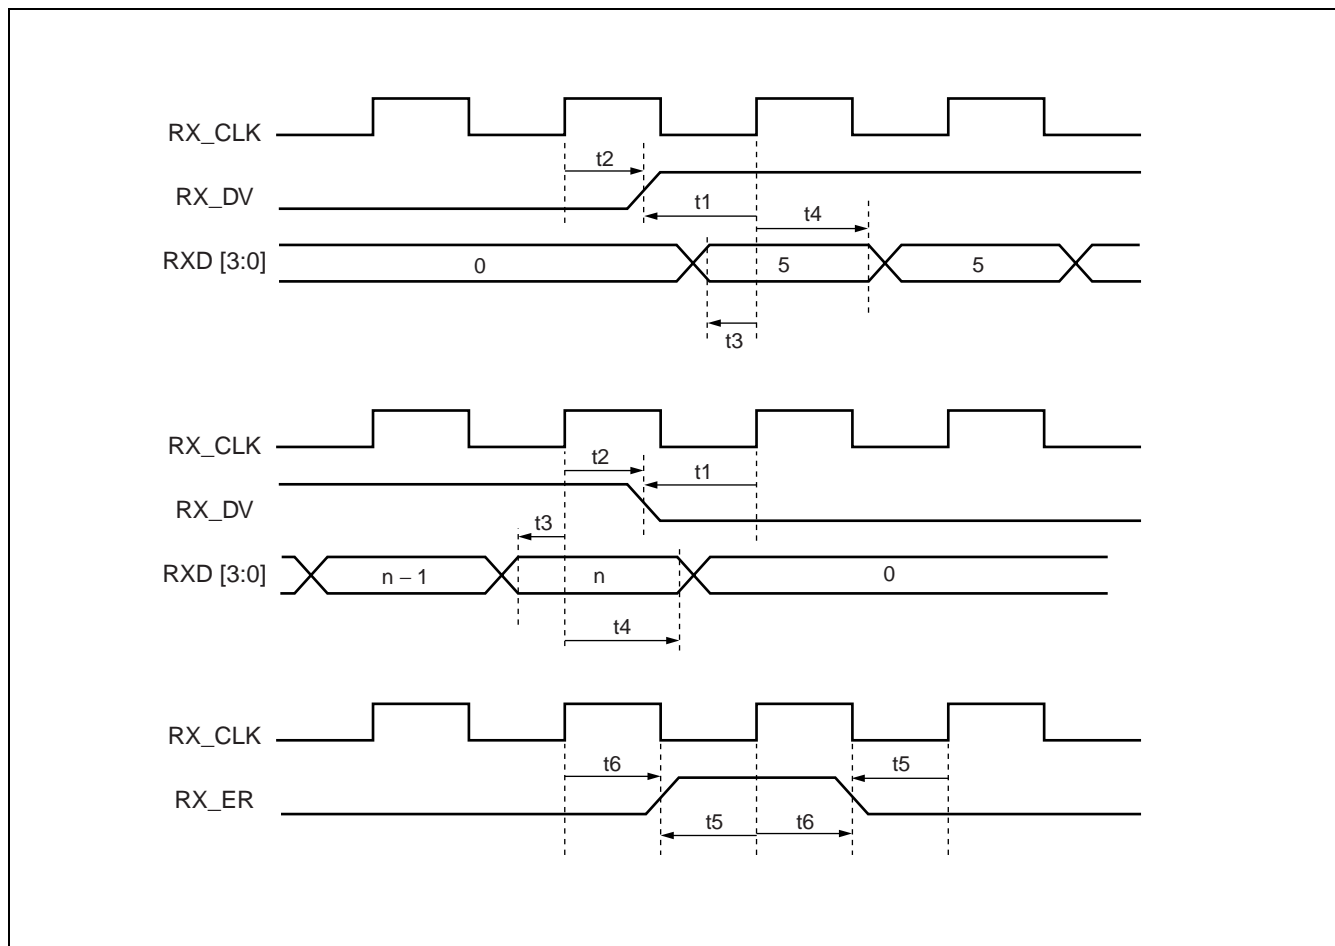 RX_CLK
t2
RX_DV
t1
t4
RXD [3:0]
0
5
5
t3
RX_CLK
t2
t1
RX_DV
t3
RXD [3:0]
n – 1
n
0
t4
RX_CLK
t6
t5
RX_ER
t5
t6